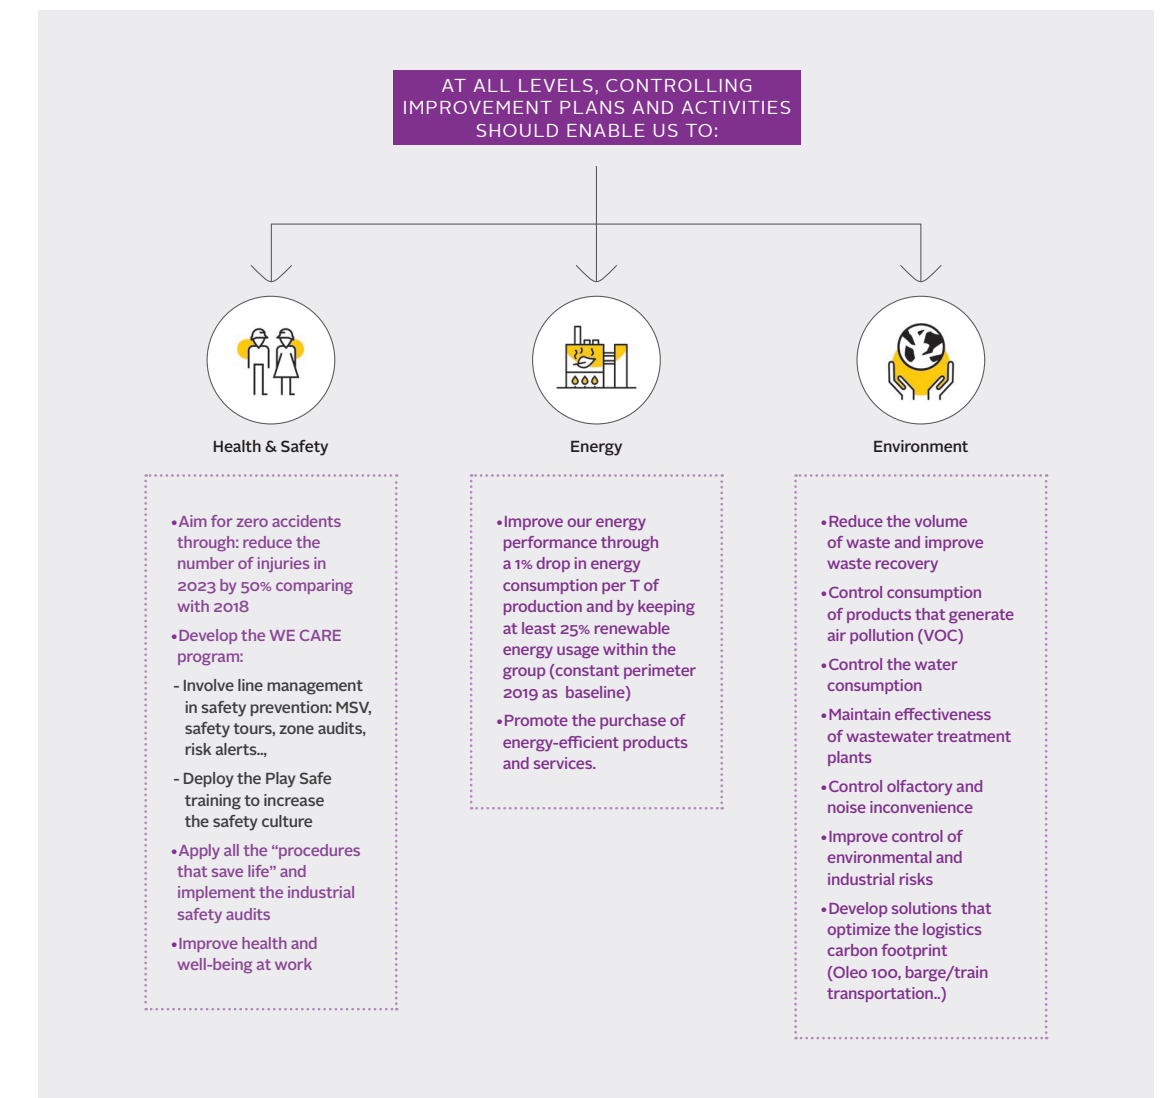 AT ALL LEVELS, CONTROLLING
IMPROVEMENT PLANS AND ACTIVITIES
SHOULD ENABLE US TO:
Health & Safety
•Aim for zero accidents
through: reduce the
number of injuries in
2023 by 50% comparing
with 2018
•Develop the WE CARE
program:
- Involve line management
in safety prevention: MSV,
safety tours, zone audits,
risk alerts..,
- Deploy the Play Safe
training to increase
the safety culture
•Apply all the “procedures
that save life” and
implement the industrial
safety audits
•Improve health and
well-being at work
Energy
•Improve our energy
performance through
a 1% drop in energy
consumption per T of
production and by keeping
at least 25% renewable
energy usage within the
group (constant perimeter
2019 as baseline)
•Promote the purchase of
energy-efficient products
and services.
Environment
•Reduce the volume
of waste and improve
waste recovery
•Control consumption
of products that generate
air pollution (VOC)
•Control the water
consumption
•Maintain effectiveness
of wastewater treatment
plants
•Control olfactory and
noise inconvenience
•Improve control of
environmental and
industrial risks
•Develop solutions that
optimize the logistics
carbon footprint
(Oleo 100, barge/train
transportation..)